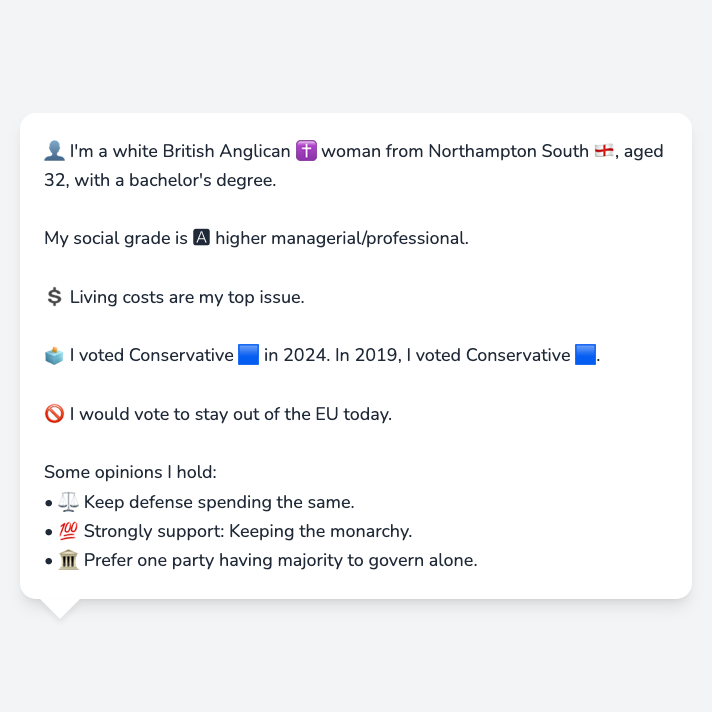 👤 I'm a white British Anglican ✝️ woman from Northampton South 🏴󠁧󠁢󠁥󠁮󠁧󠁿, aged
32, with a bachelor's degree.
My social grade is 🅰 higher managerial/professional.
💲 Living costs are my top issue.
🗳️ I voted Conservative 🟦 in 2024. In 2019, I voted Conservative 🟦.
🚫 I would vote to stay out of the EU today.
Some opinions I hold:
• ⚖️ Keep defense spending the same.
• 💯 Strongly support: Keeping the monarchy.
• 🏛️ Prefer one party having majority to govern alone.